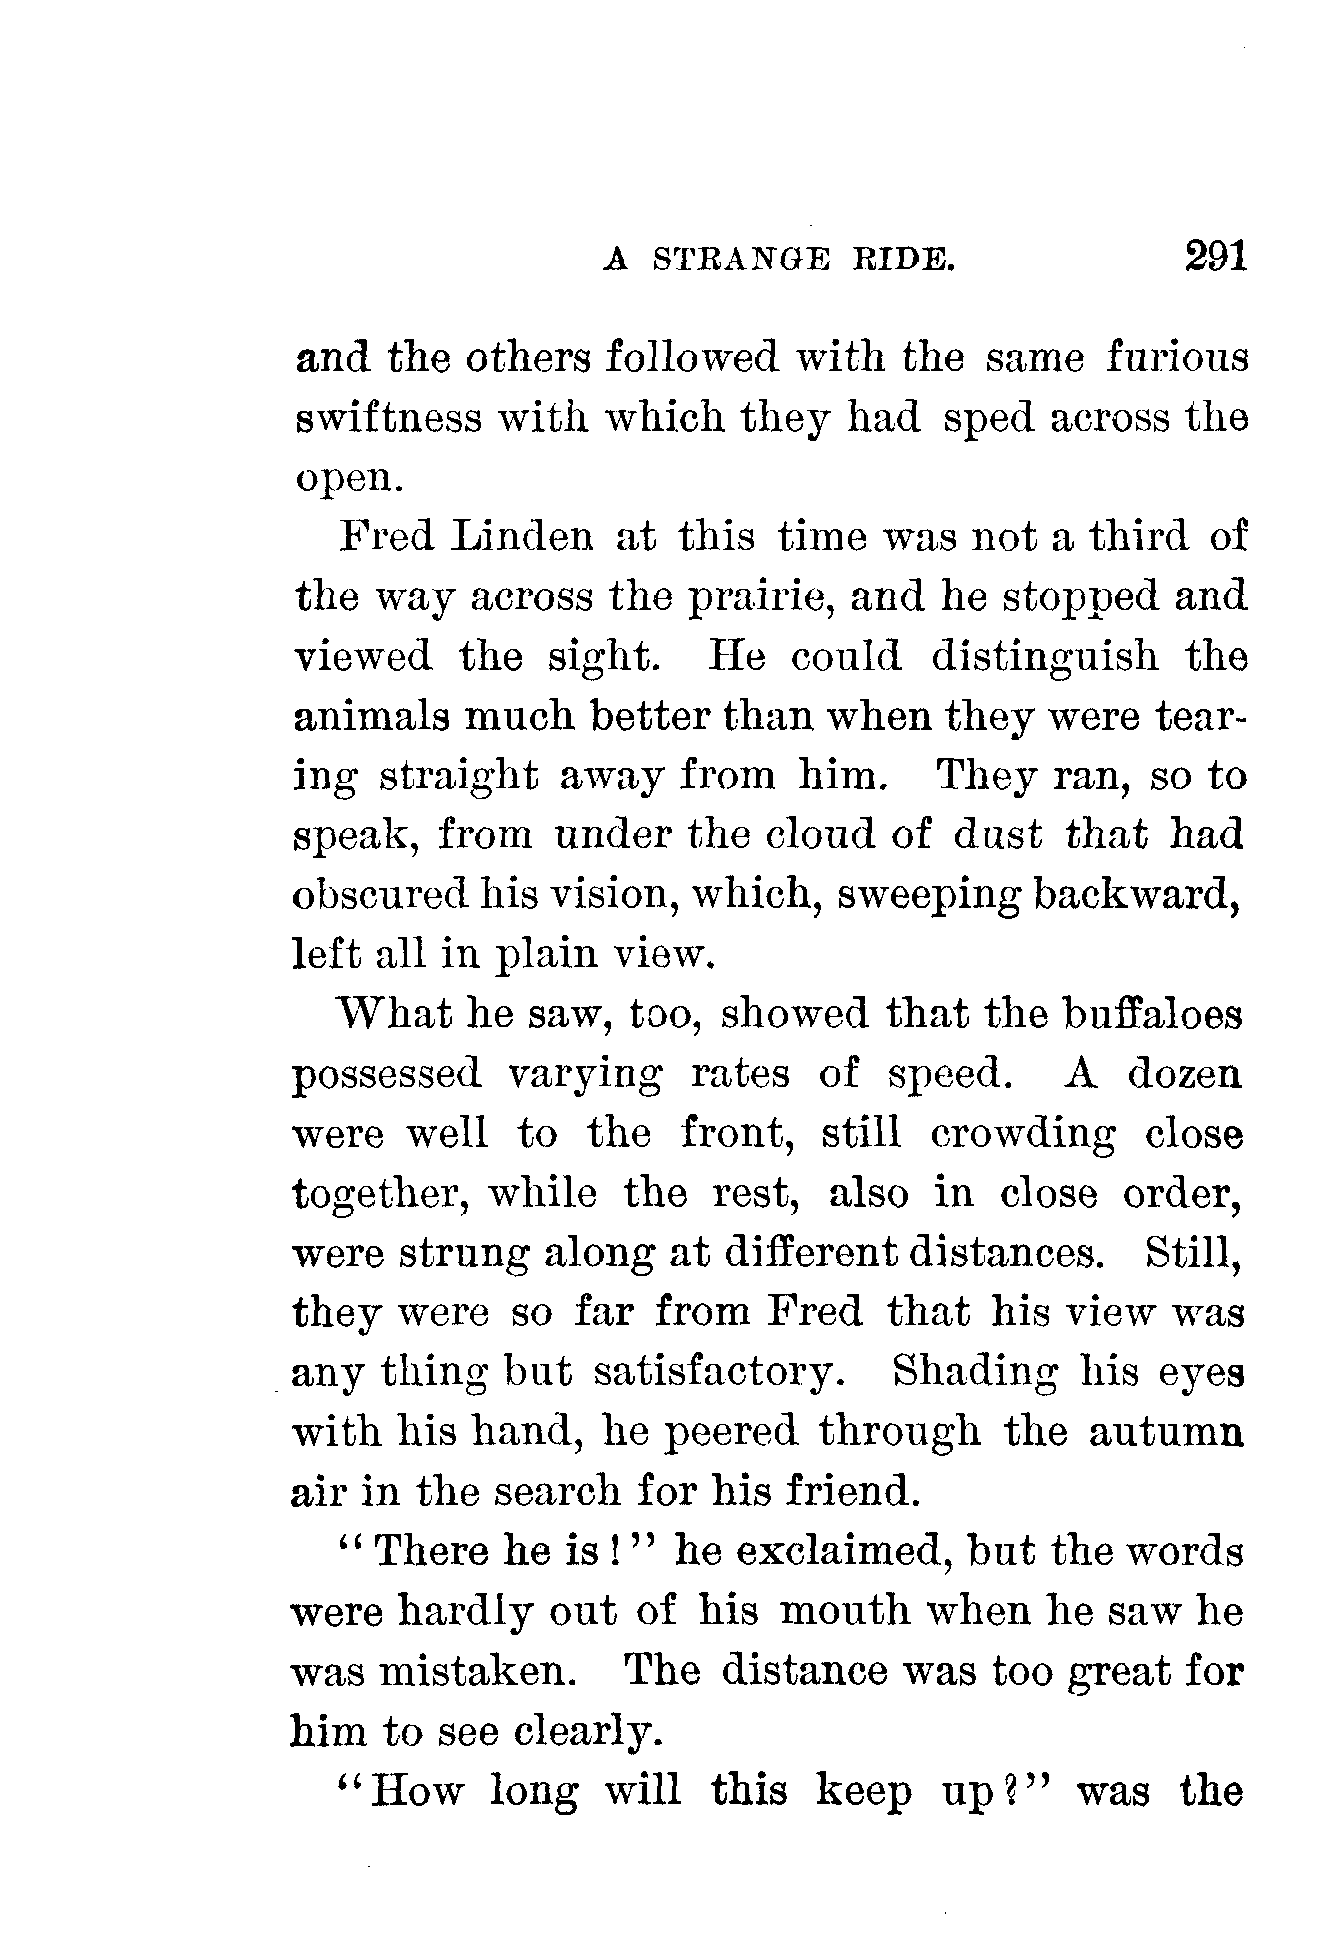 A STRANGE RIDE. 291
and the others followed with the same furious
swiftness with which they had sped across the
open.
Fred Linden at this time was not a third of
the way across the prairie, and he stopped and
viewed the sight. He could distinguish the
animals much better than when they were tear-
ing straight away from him. They ran, so to
speak, from under the cloud of dust that had
obscured his vision, which, sweeping backward,
left all in plain view.
What he saw, too, showed that the buffaloes
possessed varying rates of speed. A dozen
were well to the front, still crowding close
together, while the rest, also in close order,
were strung along at different distances. Still,
they were so far from Fred that his view was
any thing but satisfactory. Shading his eyes
with his hand, he peered through the autumn
air in the search for his friend.
“There he is!” he exclaimed, but the words
were hardly out of his mouth when he saw he
was mistaken. The distance was too great for
him to see clearly.
“How long will this keep up?” was the